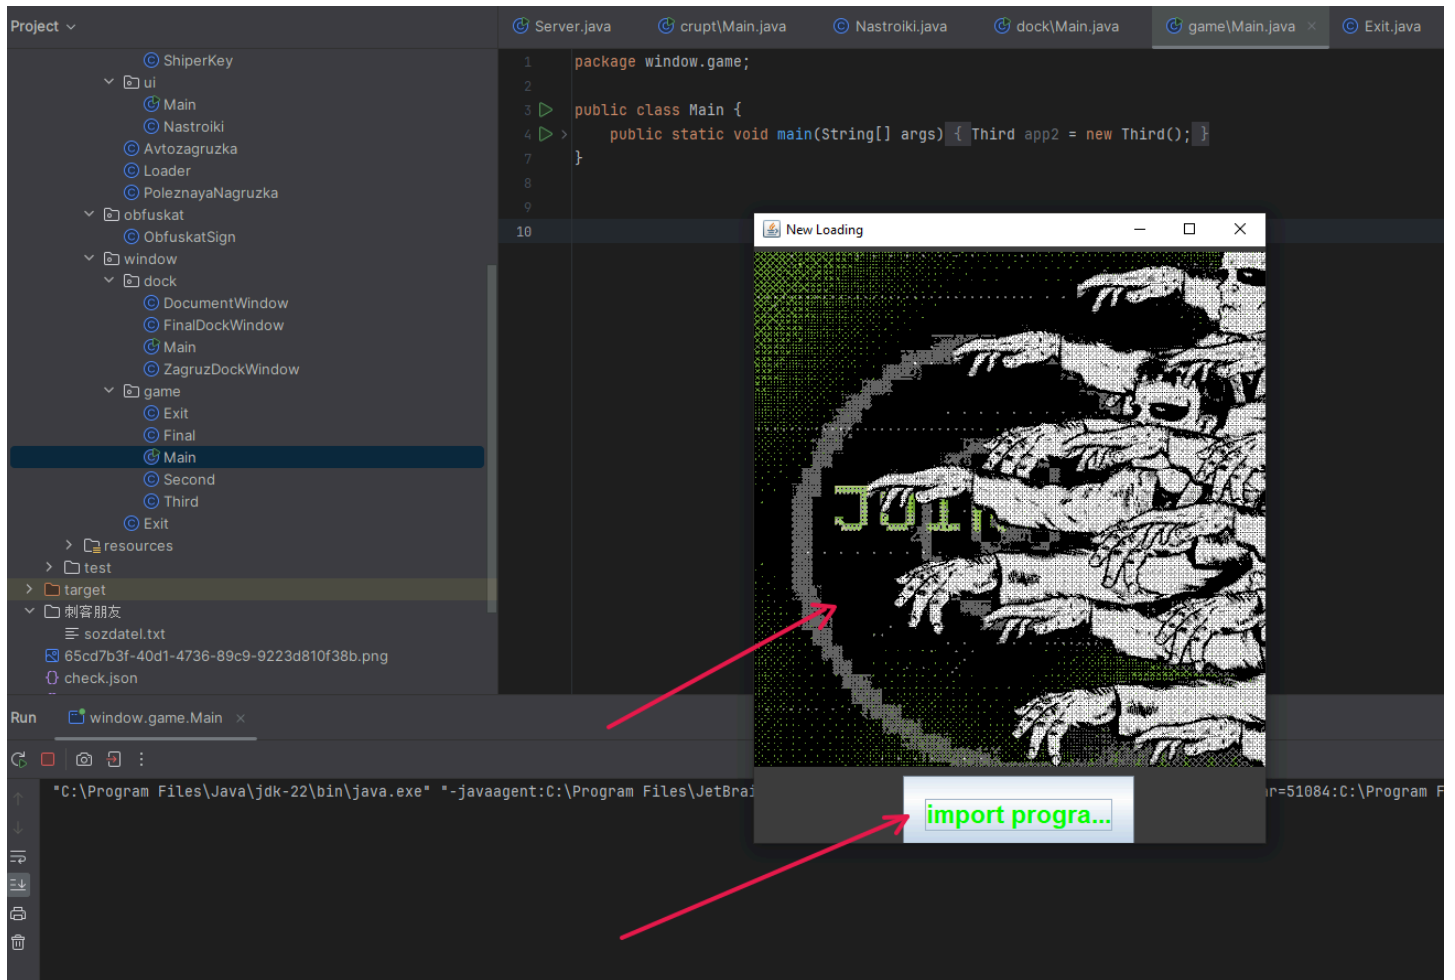 Project
Server.java
crupt\Main.java
Nastroiki.java
dock\Main.java
game\Main.java
Exit.java
ShiperKey
ui
Main
Nastroiki
Avtozagruzka
Loader
PoleznayaNagruzka
obfuskat
ObfuskatSign
window
dock
DocumentWindow
FinalDockWindow
Main
ZagruzDockWindow
game
Exit
Final
Main
Second
Third
Exit
resources
test
target
刺客朋友
sozdatel.txt
65cd7b3f-40d1-4736-89c9-9223d810f38b.png
check.json
1 package window.game;
2
3 public class Main {
4 public static void main(String[] args) { Third app2 = new Third(); }
7 }
8
9
10
New Loading
import progra...
Run
window.game.Main
"C:\Program Files\Java\jdk-22\bin\java.exe" "-javaagent:C:\Program Files\JetBrai
r=51084:C:\Program F